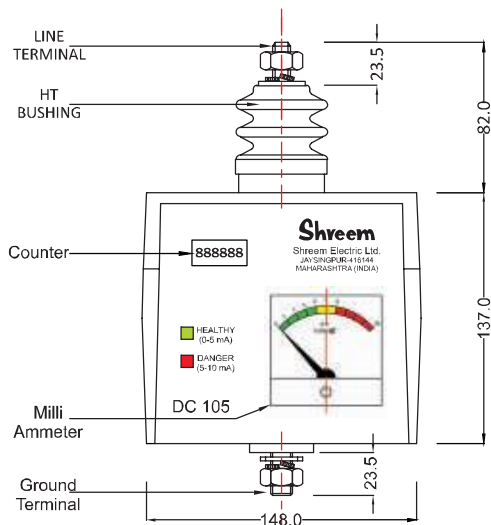 LINE
TERMINAL
23.5
HT
BUSHING
82.0
Shreem
Shreem Electric Ltd.
JAYSINGPUR-416144
MAHARASHTRA (INDIA)
Counter
888888
137.0
HEALTHY
(0-5 mA)
DANGER
(5-10 mA)
DC 105
Milli
Ammeter
23.5
Ground
Terminal
148.0